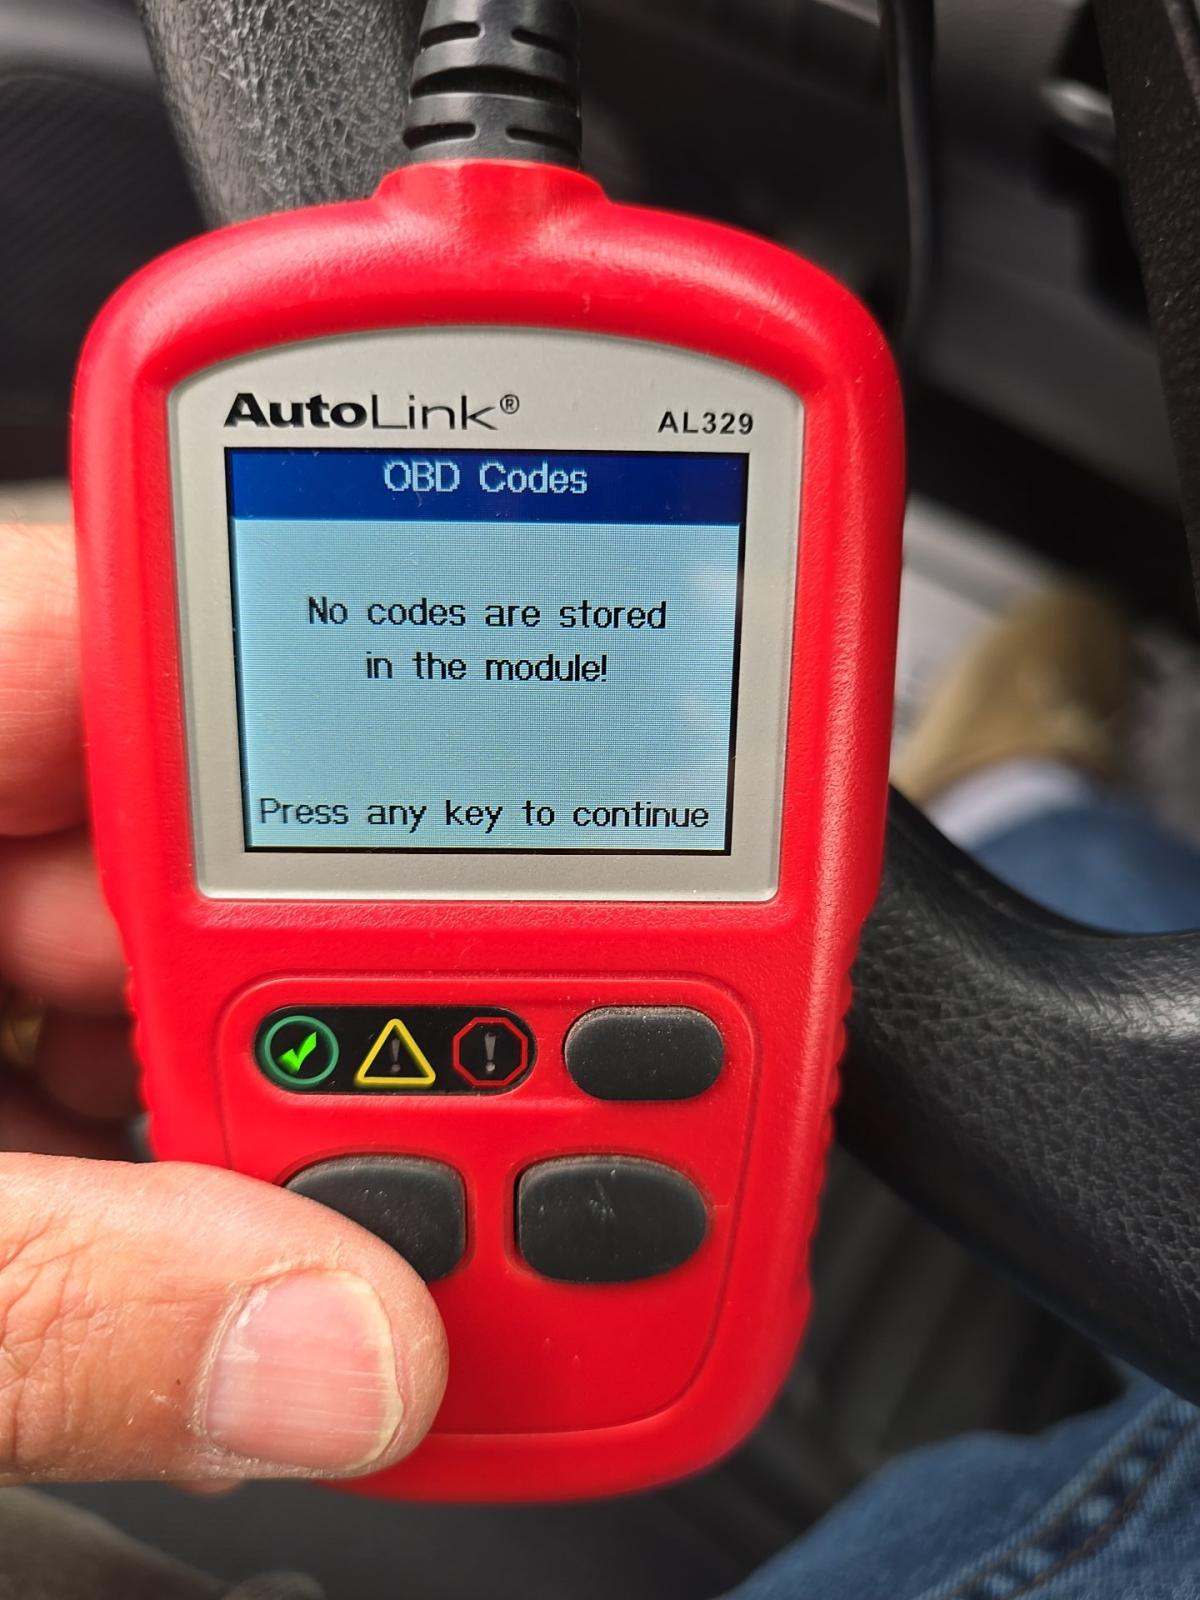 AutoLink®
AL329
OBD Codes
No codes are stored
in the module!
Press any key to continue